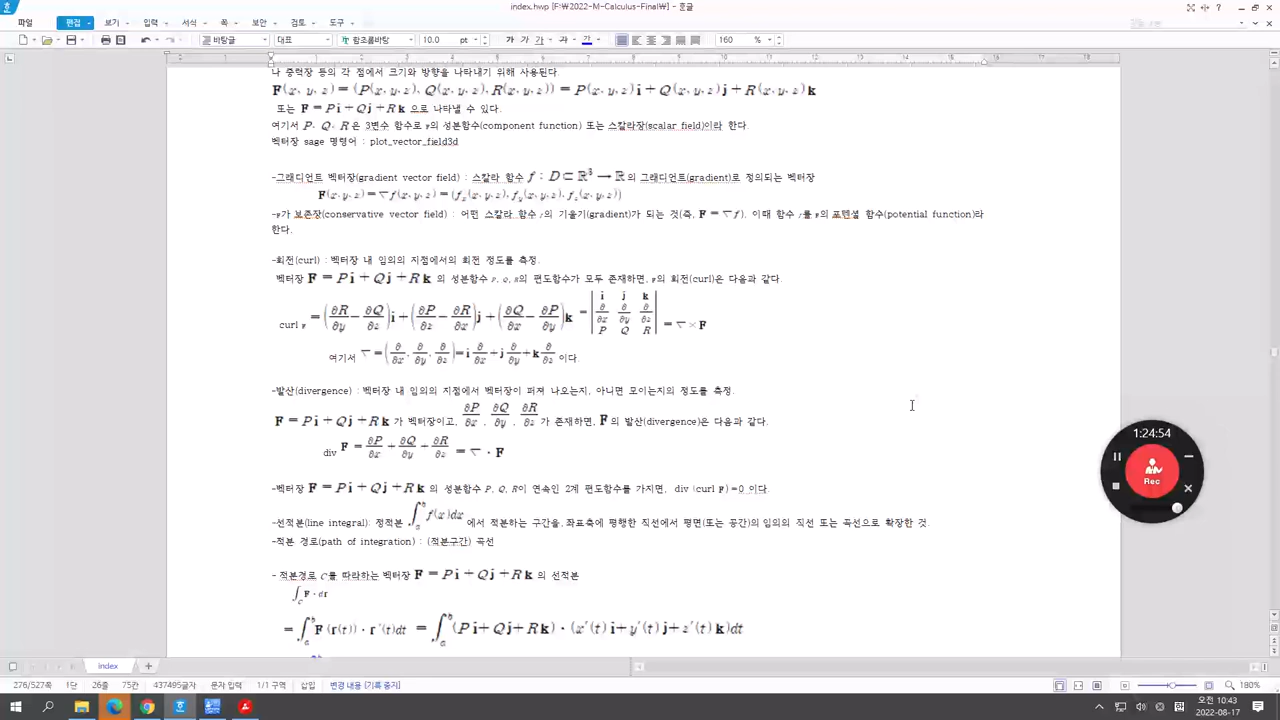 index.hwp [F:\2022-M-Calculus-Final\] - 한글
파일 편집 보기 입력 서식 쪽 보안 검토 도구
바탕글 대표 함초롬바탕 10.0 pt 가 가 가 가 160 %
나 중력장 등의 각 점에서 크기와 방향을 나타내기 위해 사용된다.
F(x, y, z) = (P(x, y, z), Q(x, y, z), R(x, y, z)) = P(x, y, z)i + Q(x, y, z)j + R(x, y, z)k
또는 F = Pi + Qj + Rk 으로 나타낼 수 있다.
여기서 P, Q, R은 3변수 함수로 F의 성분함수(component function) 또는 스칼라장(scalar field)이라 한다.
벡터장 sage 명령어 : plot_vector_field3d
-그래디언트 벡터장(gradient vector field) : 스칼라 함수 f : D ⊂ ℝ³ → ℝ의 그래디언트(gradient)로 정의되는 벡터장
F(x, y, z) = ∇f(x, y, z) = (fx(x, y, z), fy(x, y, z), fz(x, y, z))
-F가 보존장(conservative vector field) : 어떤 스칼라 함수 f의 기울기(gradient)가 되는 것(즉, F = ∇f). 이때 함수 f를 F의 포텐셜 함수(potential function)라
한다.
-회전(curl) : 벡터장 내 임의의 지점에서의 회전 정도를 측정.
벡터장 F = Pi + Qj + Rk 의 성분함수 P, Q, R의 편도함수가 모두 존재하면, F의 회전(curl)은 다음과 같다.
curl F = (∂R/∂y − ∂Q/∂z)i + (∂P/∂z − ∂R/∂x)j + (∂Q/∂x − ∂P/∂y)k = | i j k ; ∂/∂x ∂/∂y ∂/∂z ; P Q R | = ∇ × F
여기서 ∇ = (∂/∂x, ∂/∂y, ∂/∂z) = i ∂/∂x + j ∂/∂y + k ∂/∂z 이다.
-발산(divergence) : 벡터장 내 임의의 지점에서 벡터장이 퍼져 나오는지, 아니면 모이는지의 정도를 측정.
F = Pi + Qj + Rk 가 벡터장이고, ∂P/∂x, ∂Q/∂y, ∂R/∂z 가 존재하면, F의 발산(divergence)은 다음과 같다.
div F = ∂P/∂x + ∂Q/∂y + ∂R/∂z = ∇ · F
-벡터장 F = Pi + Qj + Rk 의 성분함수 P, Q, R이 연속인 2계 편도함수를 가지면, div (curl F) = 0 이다.
-선적분(line integral): 정적분 ∫ₐᵇ f(x)dx 에서 적분하는 구간을, 좌표축에 평행한 직선에서 평면(또는 공간)의 임의의 직선 또는 곡선으로 확장한 것.
-적분 경로(path of integration) : (적분구간) 곡선
- 적분경로 C를 따라하는 벡터장 F = Pi + Qj + Rk 의 선적분
∫_C F · dr
= ∫ₐᵇ F (r(t)) · r ′(t)dt = ∫ₐᵇ (Pi + Qj + Rk) · (x′(t) i + y′(t) j + z′(t) k)dt
1:24:54
Rec
index
276/527쪽 1단 26줄 75칸 437495글자 문자 입력 1/1 구역 삽입 변경 내용 [기록 중지] 180%
오전 10:43
2022-08-17